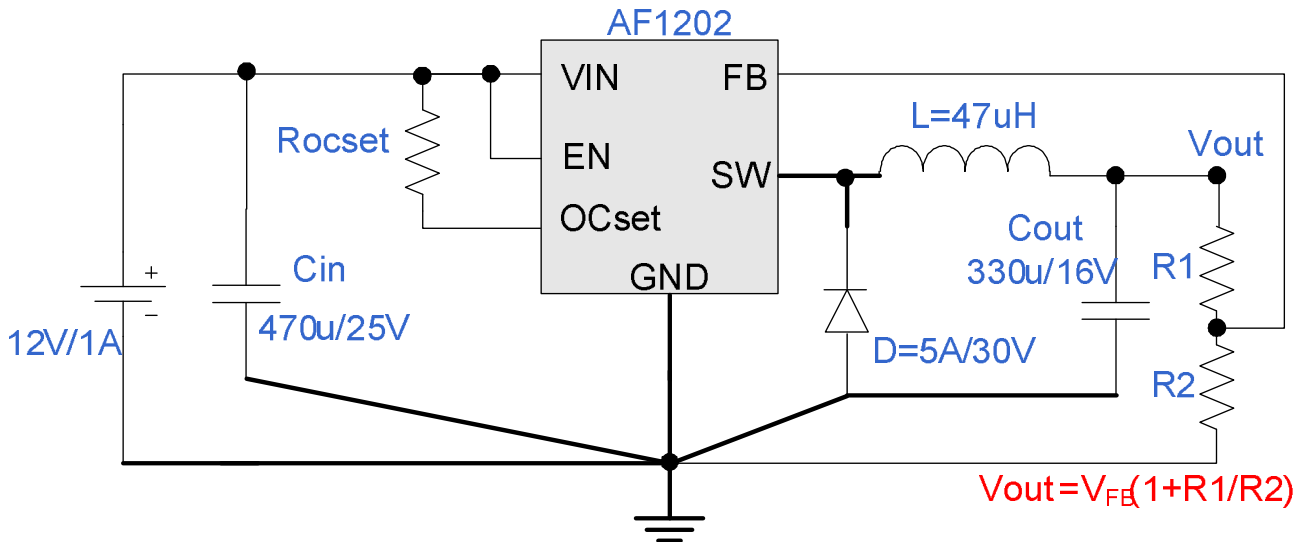 AF1202
VIN
FB
EN
SW
OCset
GND
Rocset
L=47uH
Vout
Cin
470u/25V
+
−
12V/1A
Cout
330u/16V
R1
D=5A/30V
R2
Vout=VFB(1+R1/R2)